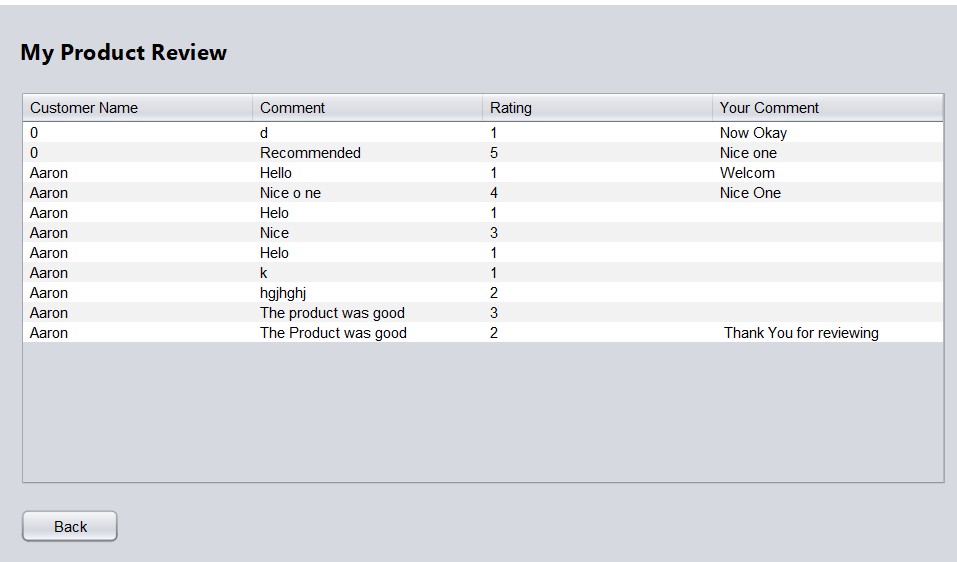 My Product Review
Customer Name Comment Rating Your Comment
0 d 1 Now Okay
0 Recommended 5 Nice one
Aaron Hello 1 Welcom
Aaron Nice o ne 4 Nice One
Aaron Helo 1
Aaron Nice 3
Aaron Helo 1
Aaron k 1
Aaron hgjhghj 2
Aaron The product was good 3
Aaron The Product was good 2 Thank You for reviewing
Back